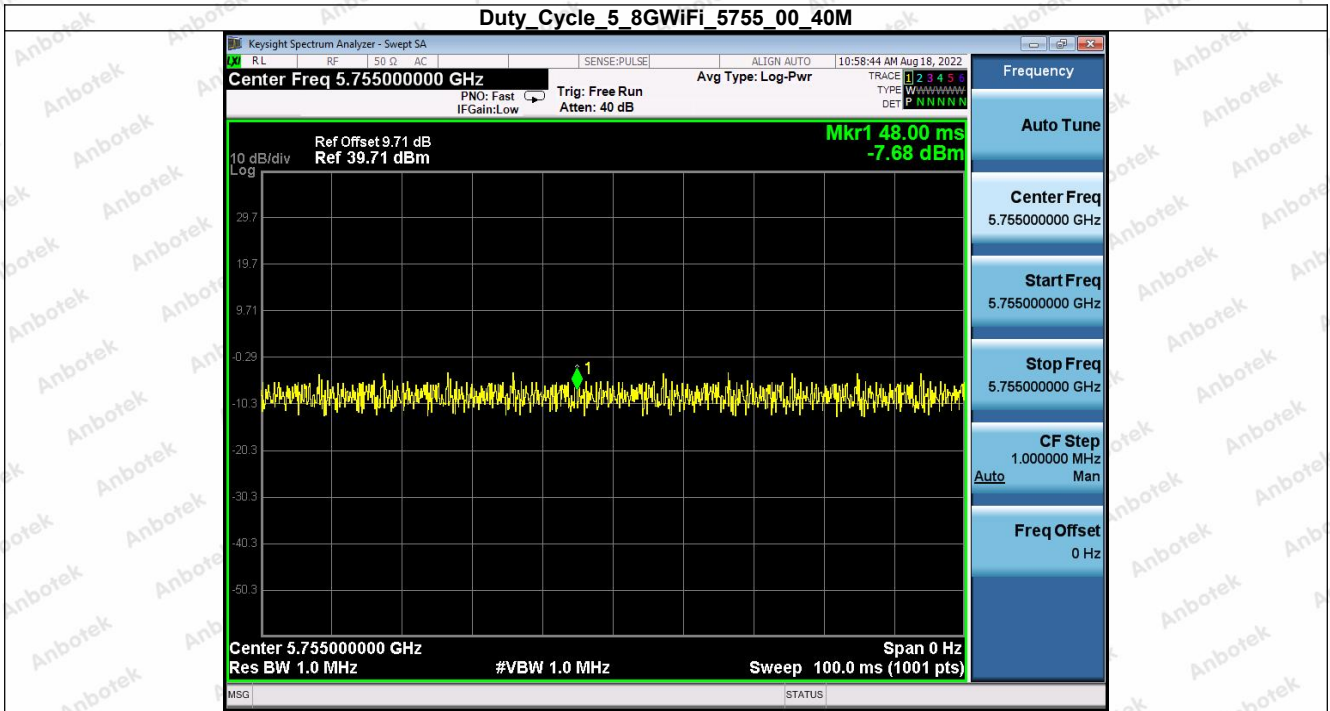 Duty_Cycle_5_8GWiFi_5755_00_40M
Keysight Spectrum Analyzer - Swept SA
LXI RL RF 50 Ω AC SENSE:PULSE ALIGN AUTO 10:58:44 AM Aug 18, 2022
Center Freq 5.755000000 GHz
PNO: Fast
IFGain:Low
Trig: Free Run
Atten: 40 dB
Avg Type: Log-Pwr
TRACE 1 2 3 4 5 6
TYPE WWWWWWW
DET P N N N N N
Frequency
Mkr1 48.00 ms
-7.68 dBm
Ref Offset 9.71 dB
Ref 39.71 dBm
10 dB/div
Log
29.7
19.7
9.71
-0.29
-10.3
-20.3
-30.3
-40.3
-50.3
1
Center 5.755000000 GHz
Span 0 Hz
Res BW 1.0 MHz
#VBW 1.0 MHz
Sweep 100.0 ms (1001 pts)
MSG
STATUS
Auto Tune
Center Freq
5.755000000 GHz
Start Freq
5.755000000 GHz
Stop Freq
5.755000000 GHz
CF Step
1.000000 MHz
Auto Man
Freq Offset
0 Hz
Anbotek